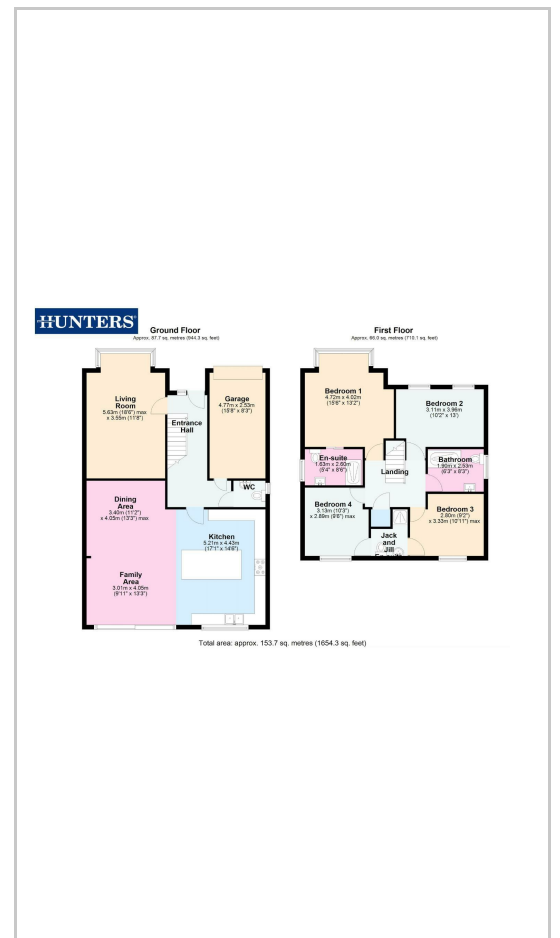 HUNTERS
Ground Floor
Approx. 87.7 sq. metres (944.3 sq. feet)
Living
Room
5.63m (18'6") max
x 3.55m (11'8")
Entrance
Hall
Garage
4.77m x 2.53m
(15'8" x 8'3")
WC
Dining
Area
3.40m (11'2")
x 4.05m (13'3") max
Kitchen
5.21m x 4.43m
(17'1" x 14'6")
Family
Area
3.01m x 4.05m
(9'11" x 13'3")
First Floor
Approx. 66.0 sq. metres (710.1 sq. feet)
Bedroom 1
4.72m x 4.02m
(15'6" x 13'2")
Bedroom 2
3.11m x 3.96m
(10'2" x 13')
En-suite
1.63m x 2.60m
(5'4" x 8'6")
Landing
Bathroom
1.90m x 2.53m
(6'3" x 8'3")
Bedroom 4
3.13m (10'3")
x 2.89m (9'6") max
Bedroom 3
2.80m (9'2")
x 3.33m (10'11") max
Jack
and
Jill
En-suite
Total area: approx. 153.7 sq. metres (1654.3 sq. feet)